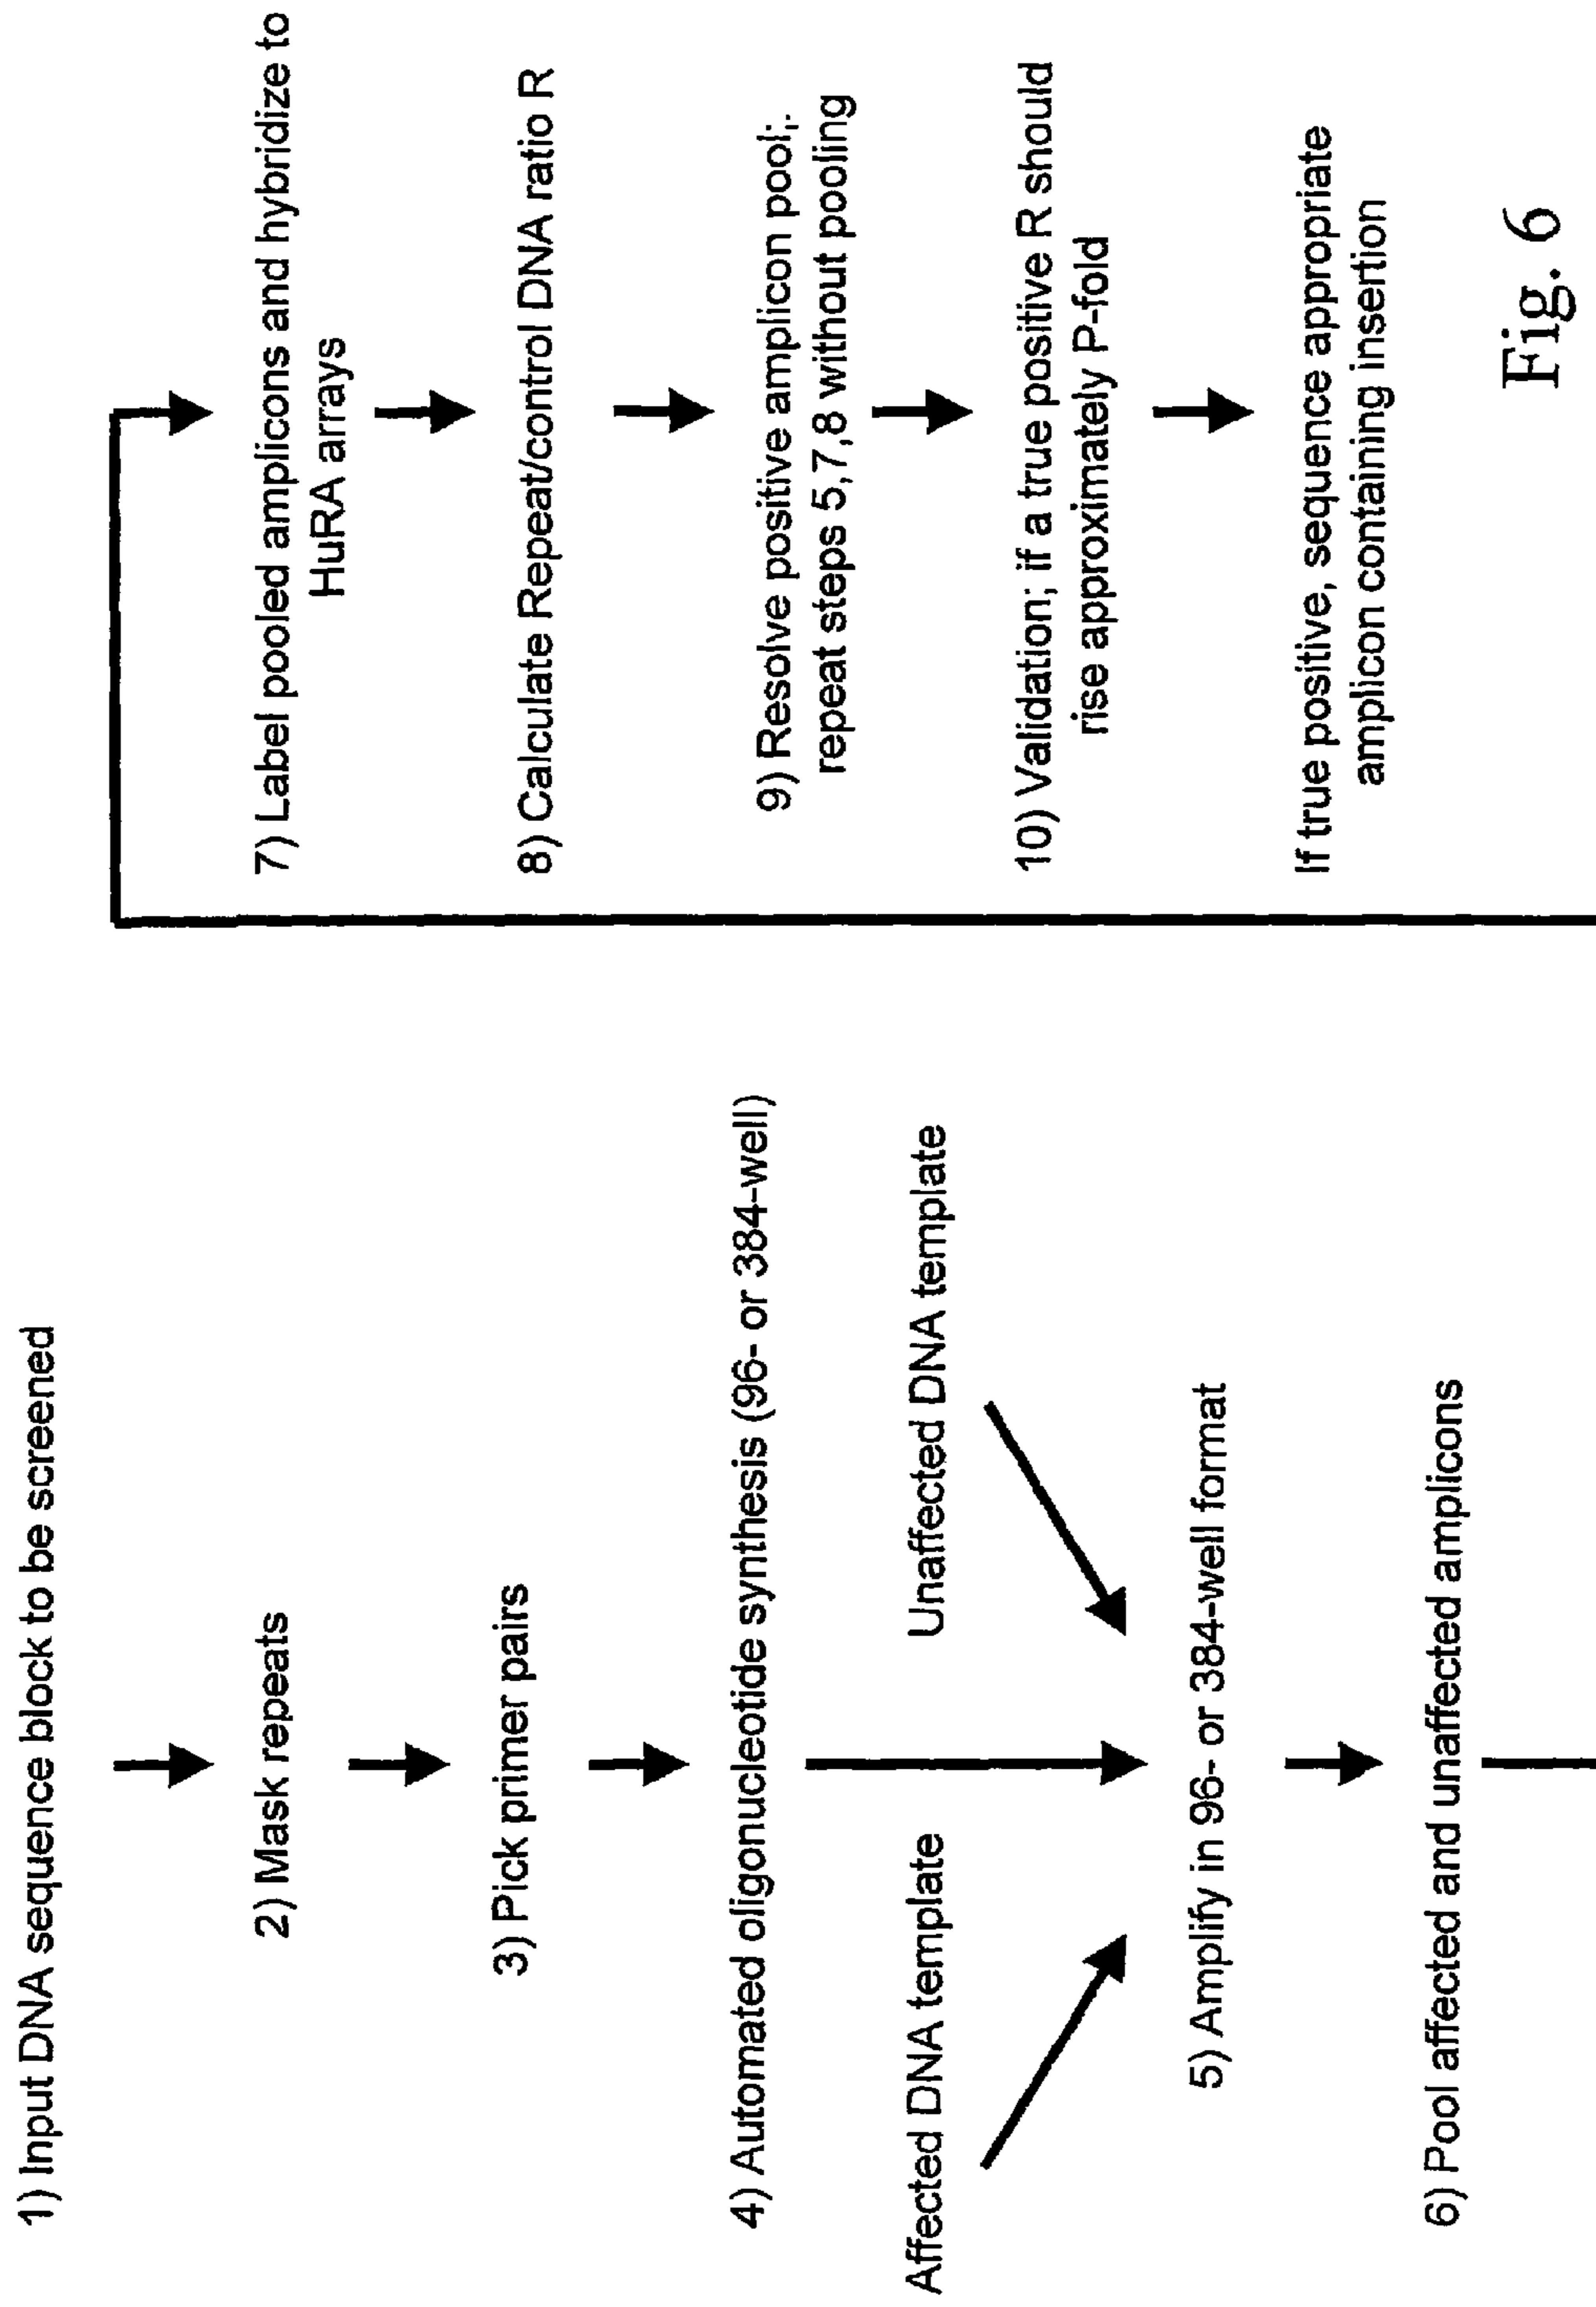 1) Input DNA sequence block to be screened
2) Mask repeats
3) Pick primer pairs
4) Automated oligonucleotide synthesis (96- or 384-well)
Affected DNA template
Unaffected DNA template
5) Amplify in 96- or 384-well format
6) Pool affected and unaffected amplicons
7) Label pooled amplicons and hybridize to
HuRA arrays
8) Calculate Repeat/control DNA ratio R
9) Resolve positive amplicon pool;.
repeat steps 5,7,8 without pooling
10) Validation; if a true positive R should
rise approximately P-fold
If true positive, sequence appropriate
amplicon containing insertion
Fig. 6